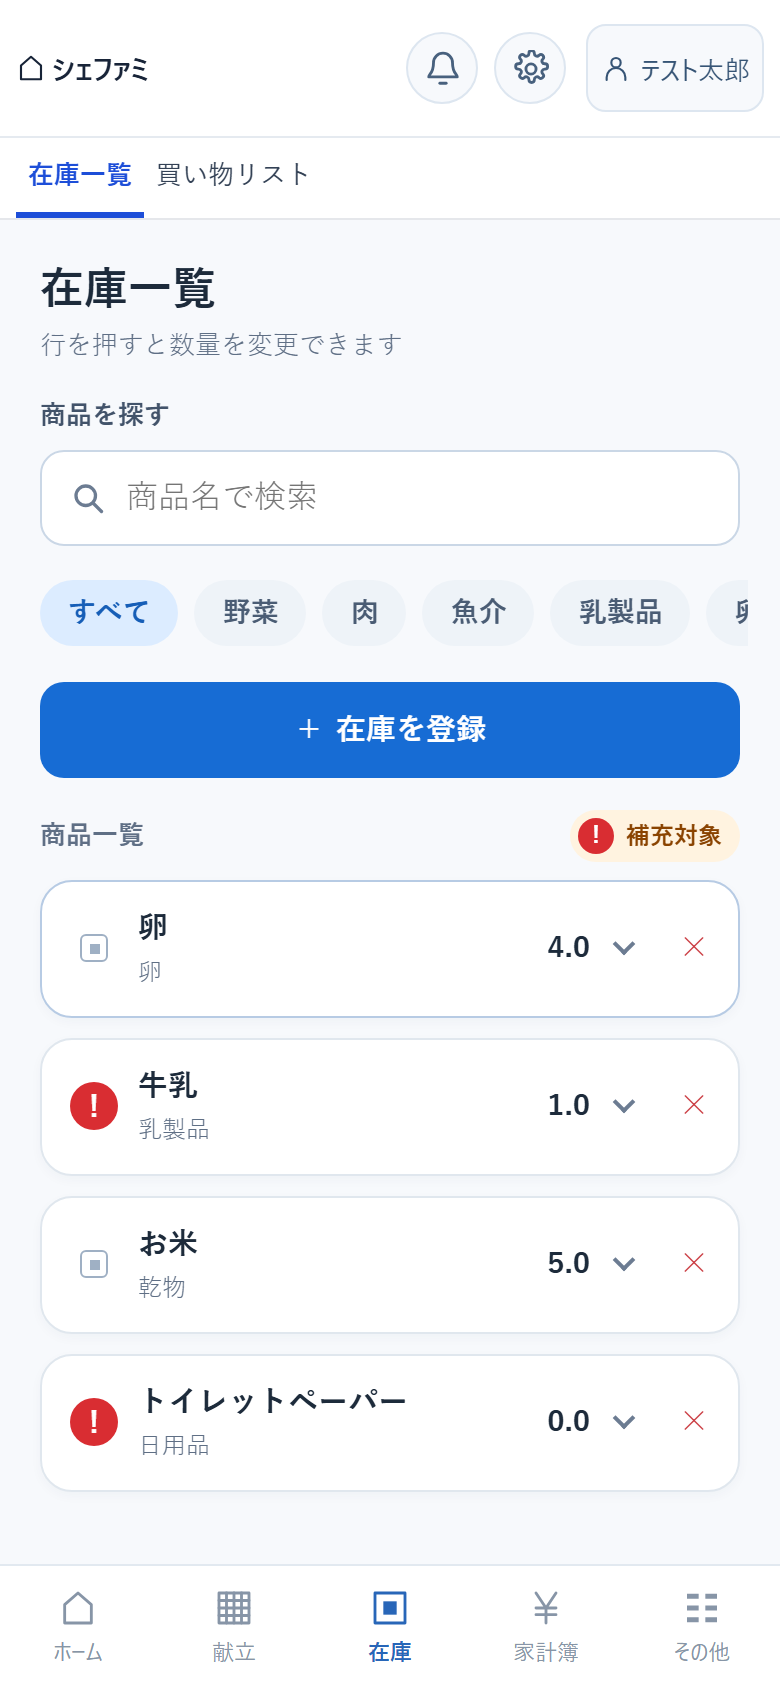 シェファミ
テスト太郎
在庫一覧 買い物リスト
在庫一覧
行を押すと数量を変更できます
商品を探す
商品名で検索
すべて 野菜 肉 魚介 乳製品
＋ 在庫を登録
商品一覧 ! 補充対象
卵 4.0
卵
! 牛乳 1.0
乳製品
お米 5.0
乾物
! トイレットペーパー 0.0
日用品
ホーム 献立 在庫 家計簿 その他